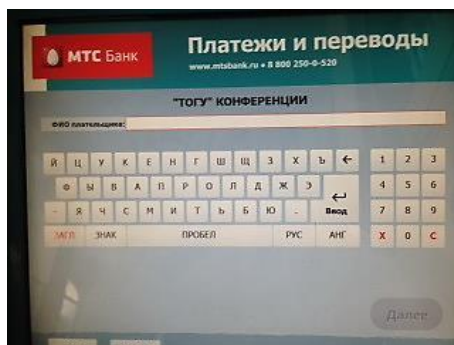 МТС Банк
Платежи и переводы
www.mtsbank.ru • 8 800 250-0-520
"ТОГУ" КОНФЕРЕНЦИИ
ФИО плательщика:
Й Ц У К Е Н Г Ш Щ З Х Ъ ← 1 2 3
Ф Ы В А П Р О Л Д Ж Э 4 5 6
- Я Ч С М И Т Ь Б Ю . Ввод 7 8 9
ЗАГЛ ЗНАК ПРОБЕЛ РУС АНГ X 0 C
Далее